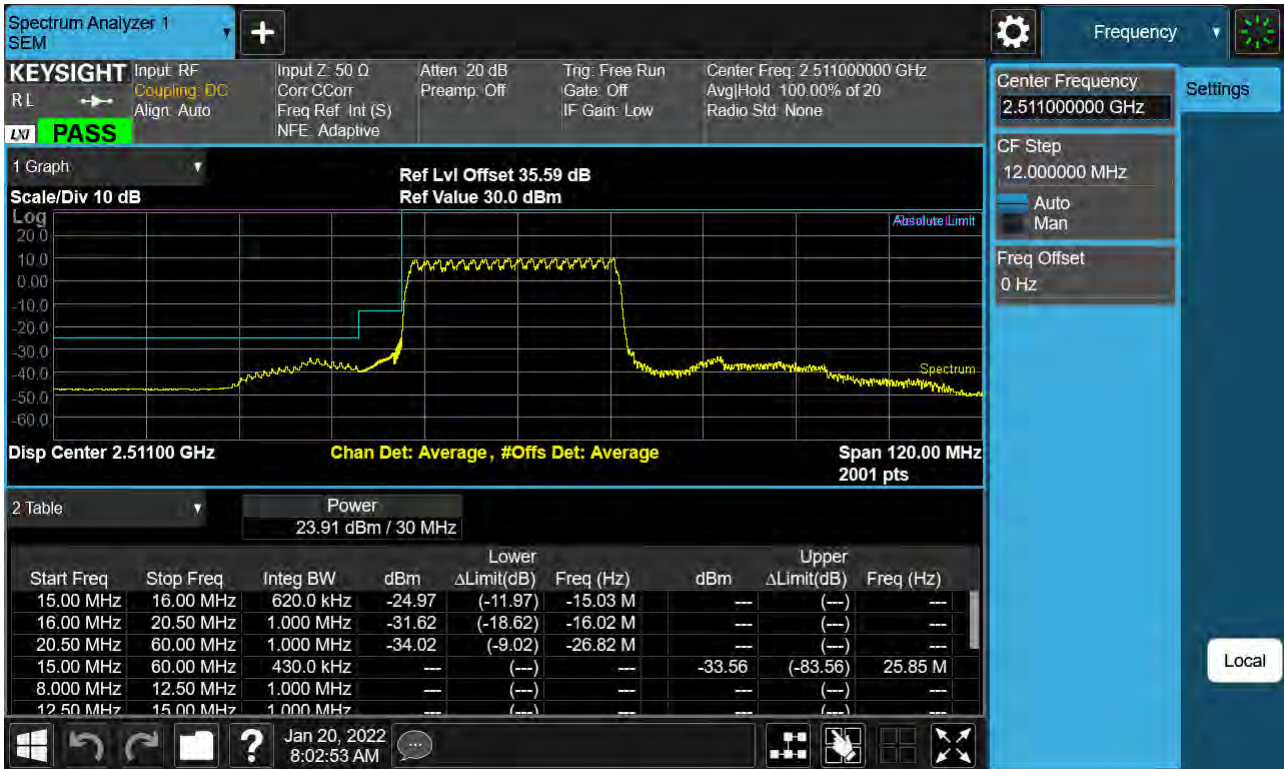 Spectrum Analyzer 1
SEM
Frequency
KEYSIGHT
R L
LXI
PASS
Input: RF
Coupling: DC
Align: Auto
Input Z: 50 Ω
Corr CCorr
Freq Ref: Int (S)
NFE: Adaptive
Atten: 20 dB
Preamp: Off
Trig: Free Run
Gate: Off
IF Gain: Low
Center Freq: 2.511000000 GHz
Avg|Hold: 100.00% of 20
Radio Std: None
Center Frequency
2.511000000 GHz
Settings
CF Step
12.000000 MHz
Auto
Man
Freq Offset
0 Hz
Local
1 Graph
Scale/Div 10 dB
Ref Lvl Offset 35.59 dB
Ref Value 30.0 dBm
Log
Limit
20.0
10.0
0.00
-10.0
-20.0
-30.0
-40.0
-50.0
-60.0
Spectrum
Disp Center 2.51100 GHz
Chan Det: Average, #Offs Det: Average
Span 120.00 MHz
2001 pts
2 Table
Power
23.91 dBm / 30 MHz
Lower Upper
Start Freq Stop Freq Integ BW dBm ΔLimit(dB) Freq (Hz) dBm ΔLimit(dB) Freq (Hz)
15.00 MHz 16.00 MHz 620.0 kHz -24.97 (-11.97) -15.03 M --- (---) ---
16.00 MHz 20.50 MHz 1.000 MHz -31.62 (-18.62) -16.02 M --- (---) ---
20.50 MHz 60.00 MHz 1.000 MHz -34.02 (-9.02) -26.82 M --- (---) ---
15.00 MHz 60.00 MHz 430.0 kHz --- (---) --- -33.56 (-83.56) 25.85 M
8.000 MHz 12.50 MHz 1.000 MHz --- (---) --- --- (---) ---
12.50 MHz 15.00 MHz 1.000 MHz --- (---) --- --- (---) ---
Jan 20, 2022
8:02:53 AM